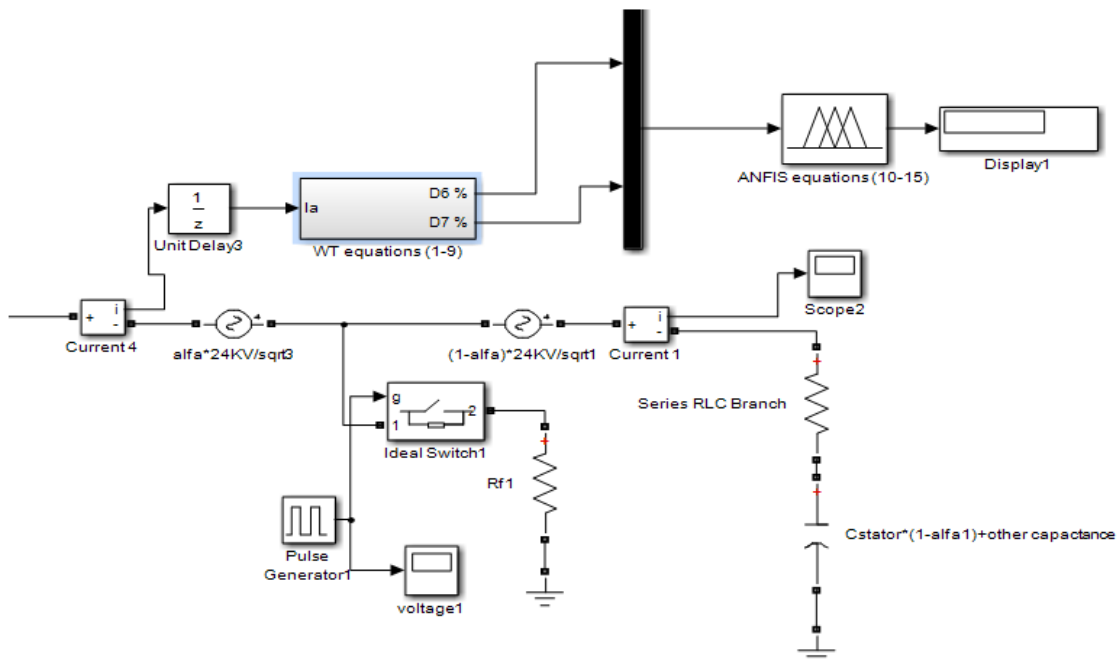 D6 %
Ia
D7 %
WT equations (1-9)
1
z
Unit Delay3
ANFIS equations (10-15)
Display1
+
i
-
Current 4
4
alfa*24KV/sqrt3
4
(1-alfa)*24KV/sqrt1
+
i
-
Current 1
Scope2
g
1
2
Ideal Switch1
+
Rf1
+
Series RLC Branch
+
Cstator*(1-alfa1)+other capactance
Pulse
Generator1
voltage1